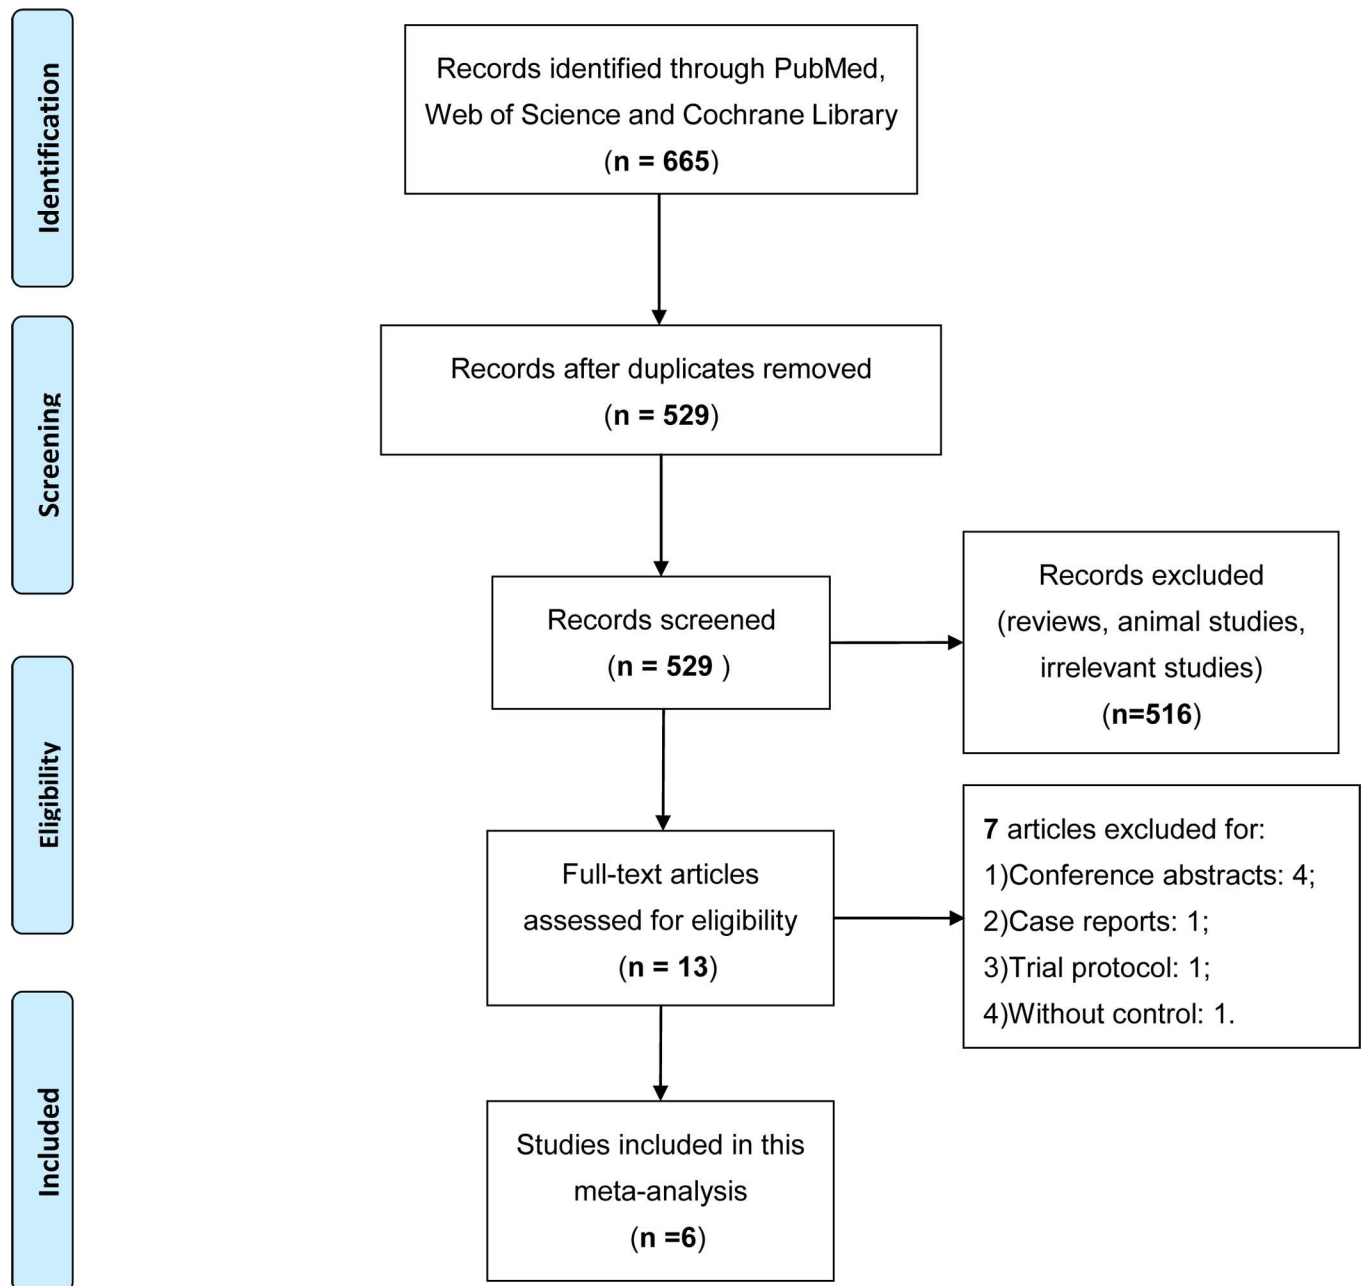 Identification
Records identified through PubMed,
Web of Science and Cochrane Library
(n = 665)
Screening
Records after duplicates removed
(n = 529)
Records screened
(n = 529 )
Records excluded
(reviews, animal studies,
irrelevant studies)
(n=516)
Eligibility
Full-text articles
assessed for eligibility
(n = 13)
7 articles excluded for:
1)Conference abstracts: 4;
2)Case reports: 1;
3)Trial protocol: 1;
4)Without control: 1.
Included
Studies included in this
meta-analysis
(n =6)